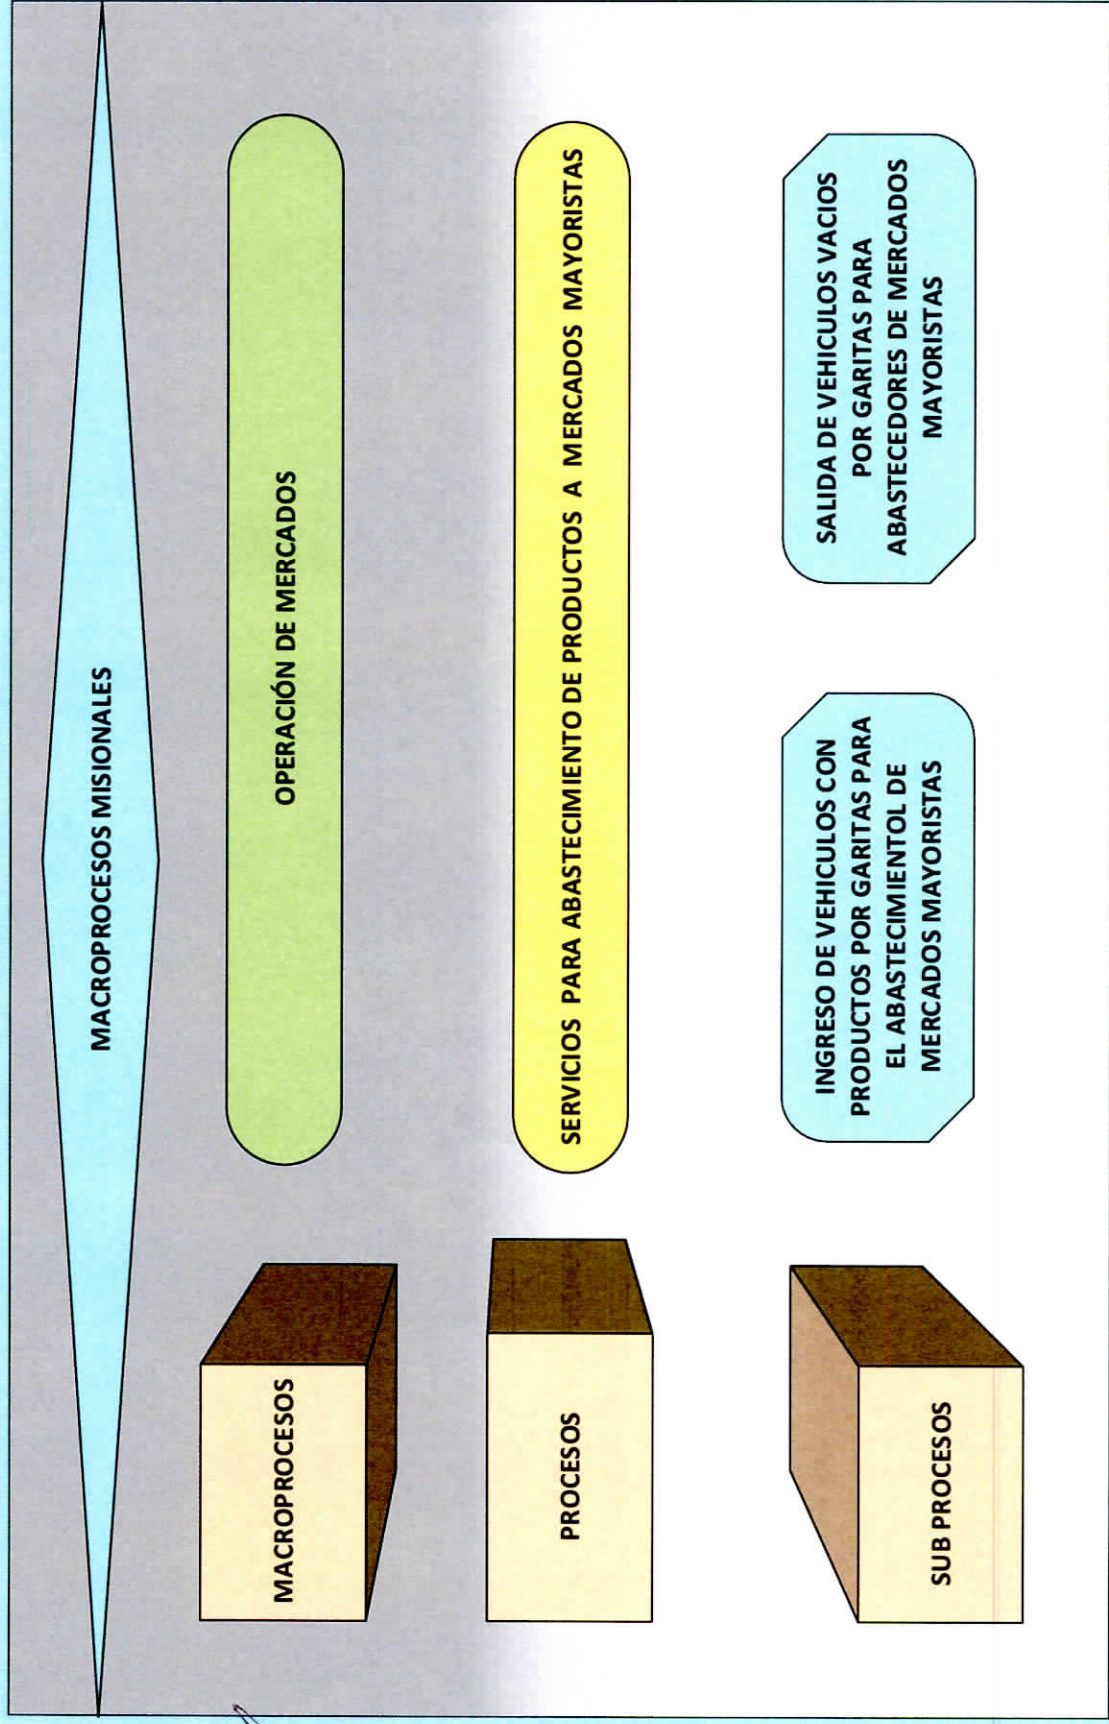 MACROPROCESOS MISIONALES
MACROPROCESOS
OPERACIÓN DE MERCADOS
PROCESOS
SERVICIOS PARA ABASTECIMIENTO DE PRODUCTOS A MERCADOS MAYORISTAS
SUB PROCESOS
INGRESO DE VEHICULOS CON
PRODUCTOS POR GARITAS PARA
EL ABASTECIMIENTOL DE
MERCADOS MAYORISTAS
SALIDA DE VEHICULOS VACIOS
POR GARITAS PARA
ABASTECEDORES DE MERCADOS
MAYORISTAS